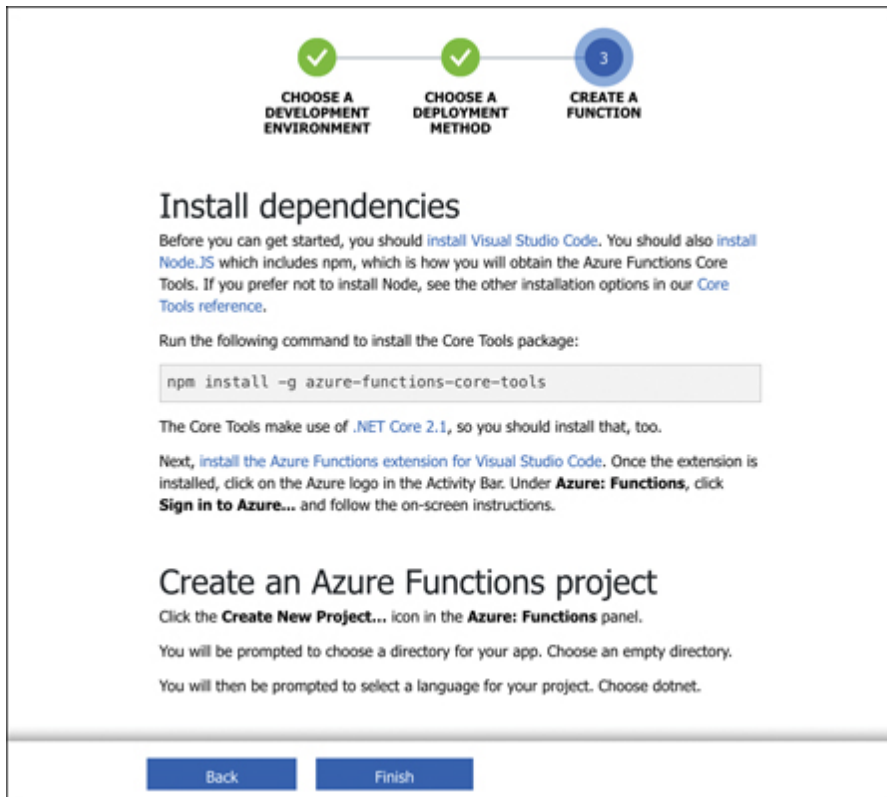 3
CHOOSE A
DEVELOPMENT
ENVIRONMENT
CHOOSE A
DEPLOYMENT
METHOD
CREATE A
FUNCTION
Install dependencies
Before you can get started, you should install Visual Studio Code. You should also install
Node.JS which includes npm, which is how you will obtain the Azure Functions Core
Tools. If you prefer not to install Node, see the other installation options in our Core
Tools reference.
Run the following command to install the Core Tools package:
npm install -g azure-functions-core-tools
The Core Tools make use of .NET Core 2.1, so you should install that, too.
Next, install the Azure Functions extension for Visual Studio Code. Once the extension is
installed, click on the Azure logo in the Activity Bar. Under Azure: Functions, click
Sign in to Azure... and follow the on-screen instructions.
Create an Azure Functions project
Click the Create New Project... icon in the Azure: Functions panel.
You will be prompted to choose a directory for your app. Choose an empty directory.
You will then be prompted to select a language for your project. Choose dotnet.
Back
Finish